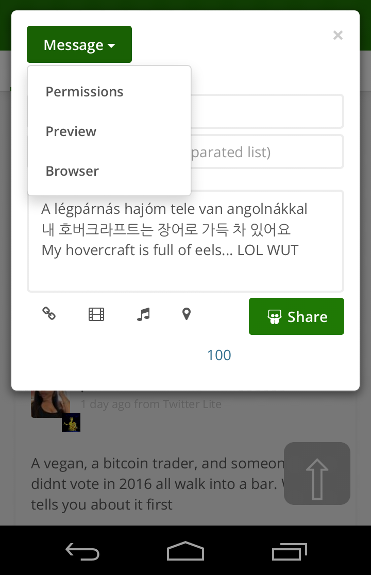 Message
×
Permissions
Preview
Browser
parated list)
A légpárnás hajóm tele van angolnákkal
내 호버크라프트는 장어로 가득 차 있어요
My hovercraft is full of eels... LOL WUT
Share
100
1 day ago from Twitter Lite
A vegan, a bitcoin trader, and someon
didnt vote in 2016 all walk into a bar.
tells you about it first